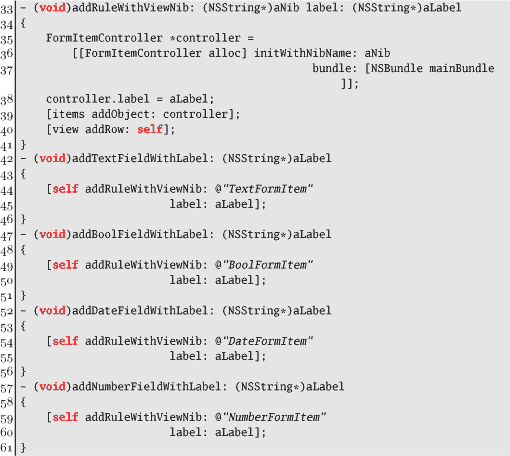 33 - (void)addRuleWithViewNib: (NSString*)aNib label: (NSString*)aLabel
34 {
35     FormItemController *controller =
36         [[FormItemController alloc] initWithNibName: aNib
37                                              bundle: [NSBundle mainBundle
                                                  ]];
38     controller.label = aLabel;
39     [items addObject: controller];
40     [view addRow: self];
41 }
42 - (void)addTextFieldWithLabel: (NSString*)aLabel
43 {
44     [self addRuleWithViewNib: @"TextFormItem"
45                        label: aLabel];
46 }
47 - (void)addBoolFieldWithLabel: (NSString*)aLabel
48 {
49     [self addRuleWithViewNib: @"BoolFormItem"
50                        label: aLabel];
51 }
52 - (void)addDateFieldWithLabel: (NSString*)aLabel
53 {
54     [self addRuleWithViewNib: @"DateFormItem"
55                        label: aLabel];
56 }
57 - (void)addNumberFieldWithLabel: (NSString*)aLabel
58 {
59     [self addRuleWithViewNib: @"NumberFormItem"
60                        label: aLabel];
61 }